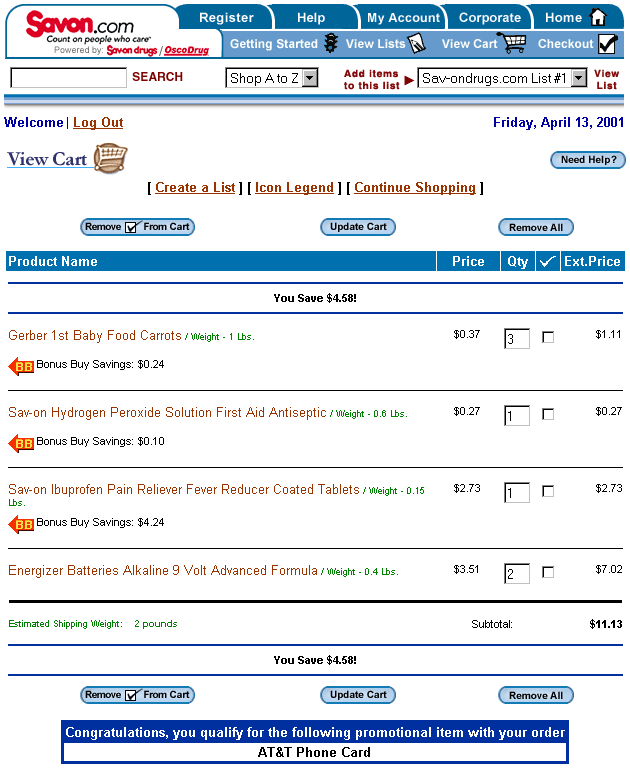 Register Help My Account Corporate Home
Savon.com
Count on people who care™
Powered by: Savon drugs / OscoDrug
Getting Started View Lists View Cart Checkout
SEARCH Shop A to Z Add items to this list Sav-ondrugs.com List #1 View List
Welcome | Log Out Friday, April 13, 2001
View Cart Need Help?
[ Create a List ] [ Icon Legend ] [ Continue Shopping ]
Remove From Cart Update Cart Remove All
Product Name Price Qty Ext.Price
You Save $4.58!
Gerber 1st Baby Food Carrots / Weight - 1 Lbs. $0.37 3 $1.11
BB Bonus Buy Savings: $0.24
Sav-on Hydrogen Peroxide Solution First Aid Antiseptic / Weight - 0.6 Lbs. $0.27 1 $0.27
BB Bonus Buy Savings: $0.10
Sav-on Ibuprofen Pain Reliever Fever Reducer Coated Tablets / Weight - 0.15 $2.73 1 $2.73
Lbs.
BB Bonus Buy Savings: $4.24
Energizer Batteries Alkaline 9 Volt Advanced Formula / Weight - 0.4 Lbs. $3.51 2 $7.02
Estimated Shipping Weight: 2 pounds Subtotal: $11.13
You Save $4.58!
Remove From Cart Update Cart Remove All
Congratulations, you qualify for the following promotional item with your order
AT&T Phone Card